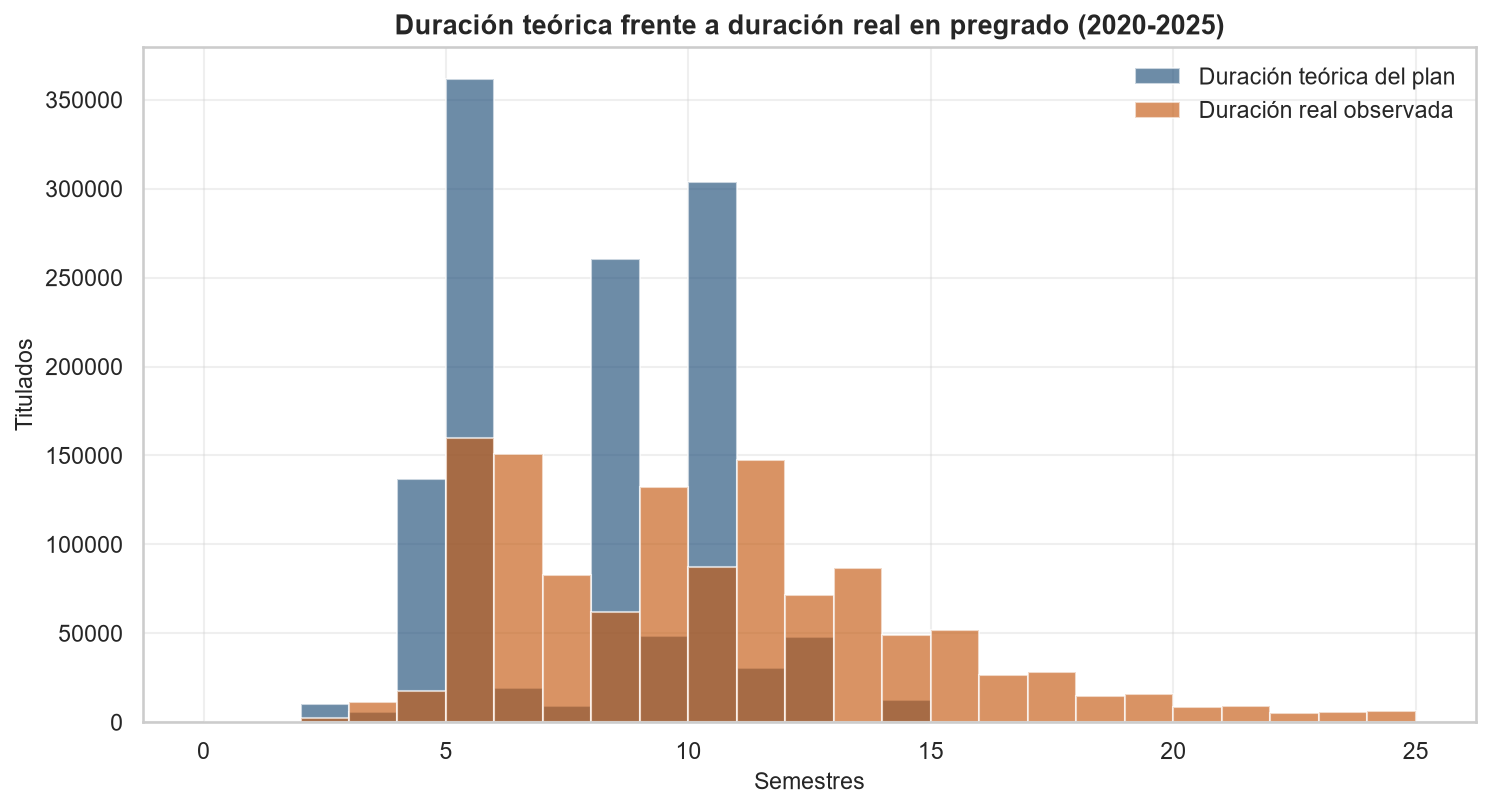 Duración teórica frente a duración real en pregrado (2020-2025)
Duración teórica del plan
Duración real observada
Titulados
350000
300000
250000
200000
150000
100000
50000
0
0 5 10 15 20 25
Semestres